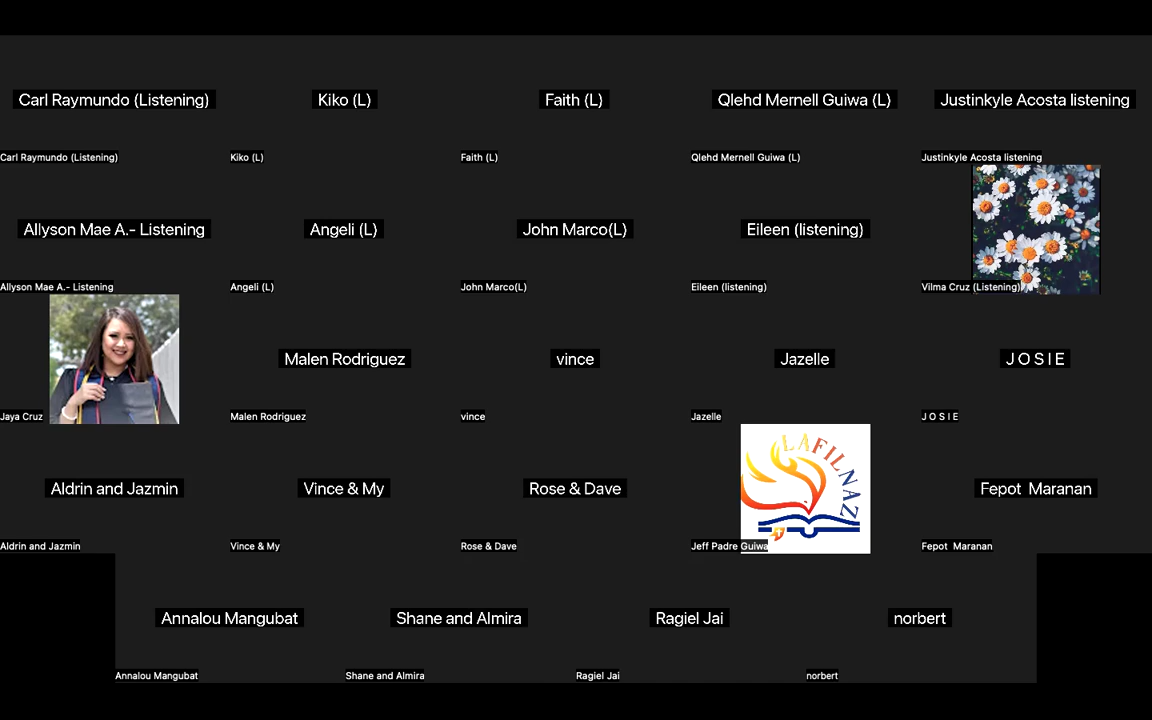 Carl Raymundo (Listening)
Kiko (L)
Faith (L)
Qlehd Mernell Guiwa (L)
Justinkyle Acosta listening
Carl Raymundo (Listening)
Kiko (L)
Faith (L)
Qlehd Mernell Guiwa (L)
Justinkyle Acosta listening
Allyson Mae A.- Listening
Angeli (L)
John Marco(L)
Eileen (listening)
Allyson Mae A.- Listening
Angeli (L)
John Marco(L)
Eileen (listening)
Vilma Cruz (Listening)
Malen Rodriguez
vince
Jazelle
J O S I E
Jaya Cruz
Malen Rodriguez
vince
Jazelle
J O S I E
LAFILNAZ
Aldrin and Jazmin
Vince & My
Rose & Dave
Fepot  Maranan
Aldrin and Jazmin
Vince & My
Rose & Dave
Jeff Padre Guiwa
Fepot  Maranan
Annalou Mangubat
Shane and Almira
Ragiel Jai
norbert
Annalou Mangubat
Shane and Almira
Ragiel Jai
norbert